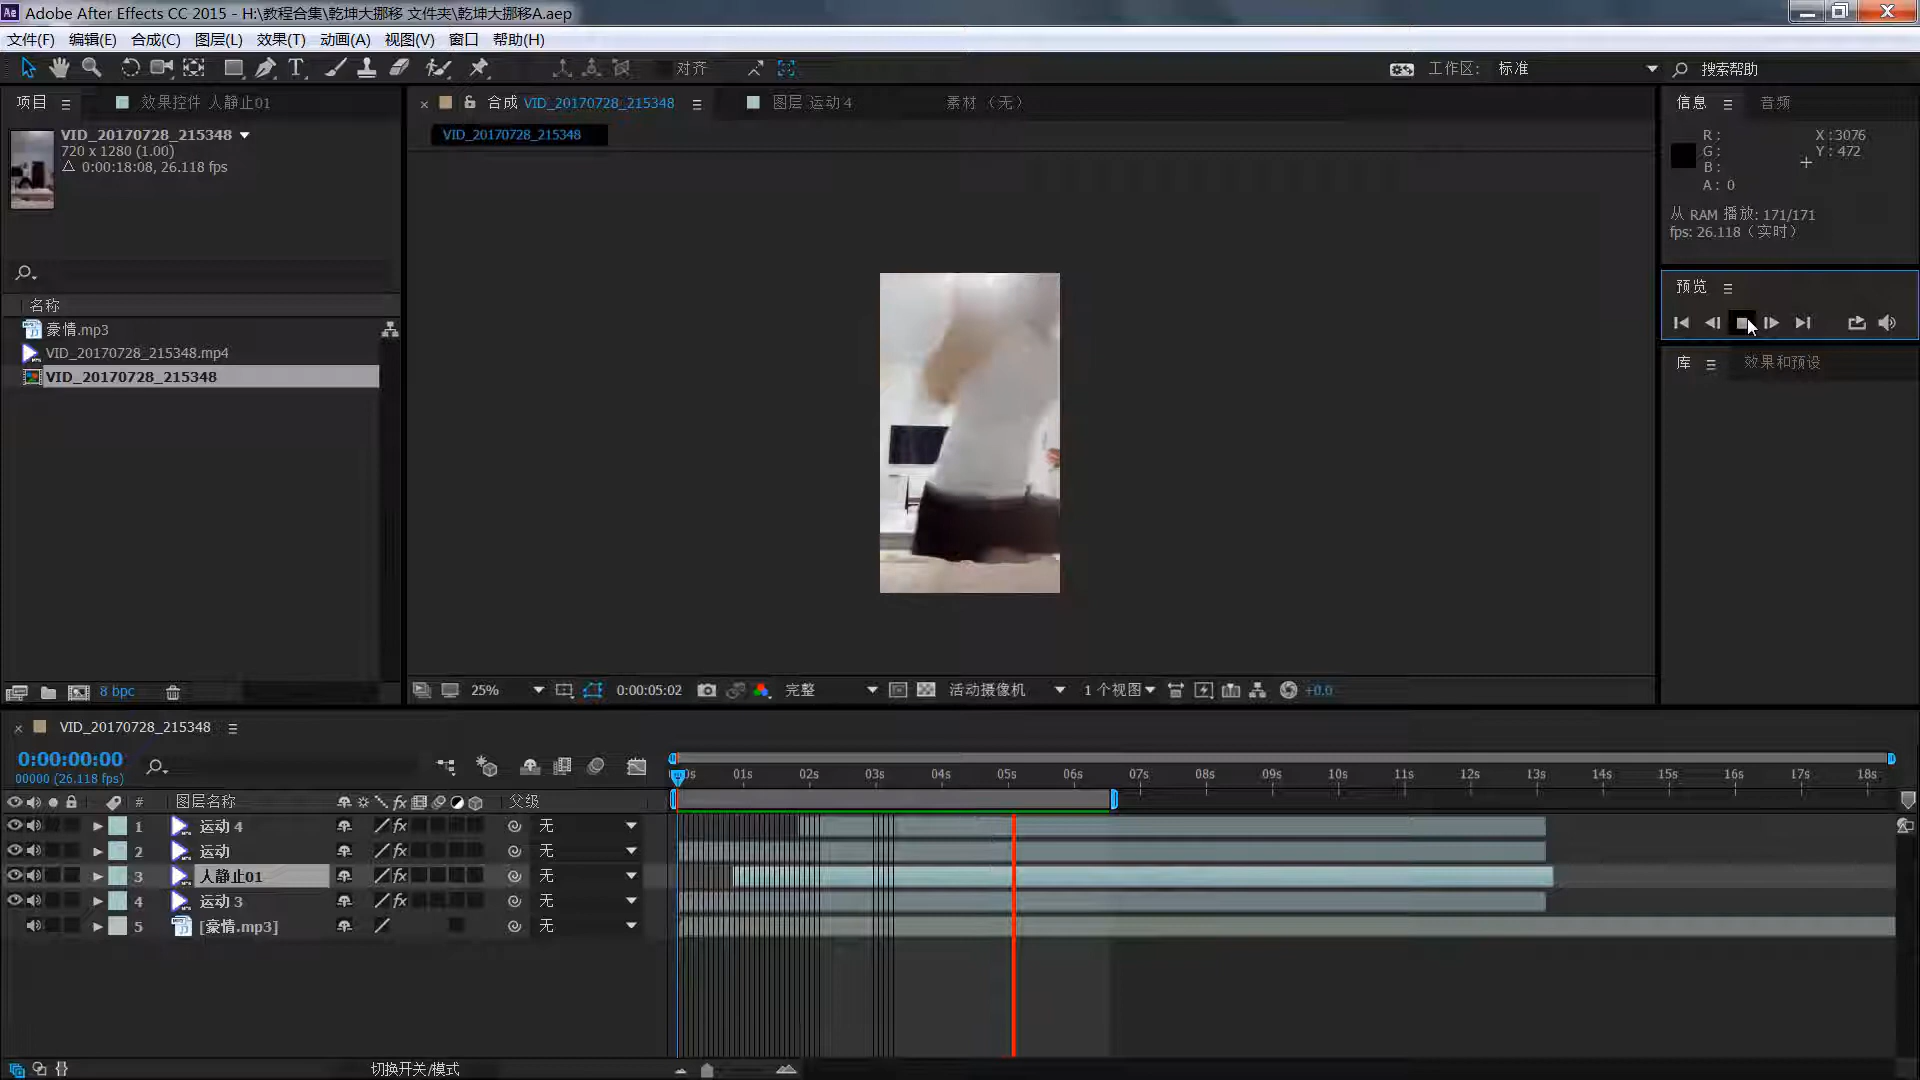 Adobe After Effects CC 2015 - H:\教程合集\乾坤大挪移 文件夹\乾坤大挪移A.aep
文件(F) 编辑(E) 合成(C) 图层(L) 效果(T) 动画(A) 视图(V) 窗口 帮助(H)
对齐 工作区: 标准 搜索帮助
项目 效果控件 人静止01
合成 VID_20170728_215348 图层 运动 4 素材 (无)
信息 音频
VID_20170728_215348
720 x 1280 (1.00)
Δ 0:00:18:08, 26.118 fps
VID_20170728_215348
R :
G :
B :
A : 0
X :3076
Y : 472
从 RAM 播放: 171/171
fps: 26.118 (实时)
预览
库 效果和预设
名称
豪情.mp3
VID_20170728_215348.mp4
VID_20170728_215348
8 bpc
25% 0:00:05:02 完整 活动摄像机 1 个视图 +0.0
VID_20170728_215348
0:00:00:00
00000 (26.118 fps)
0s 01s 02s 03s 04s 05s 06s 07s 08s 09s 10s 11s 12s 13s 14s 15s 16s 17s 18s
# 图层名称 fx 父级
1 运动 4 fx 无
2 运动 fx 无
3 人静止01 fx 无
4 运动 3 fx 无
5 [豪情.mp3] 无
切换开关/模式